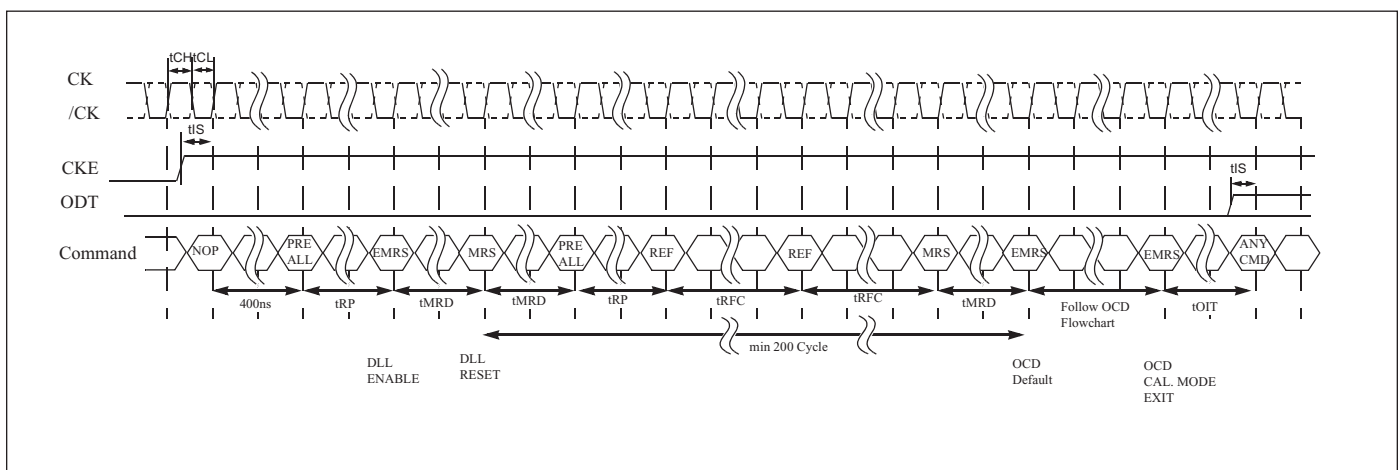 tCH tCL
CK
/CK
tIS
CKE
tIS
ODT
Command NOP PRE ALL EMRS MRS PRE ALL REF REF MRS EMRS EMRS ANY CMD
400ns tRP tMRD tMRD tRP tRFC tRFC tMRD Follow OCD Flowchart tOIT
min 200 Cycle
DLL ENABLE
DLL RESET
OCD Default
OCD CAL. MODE EXIT